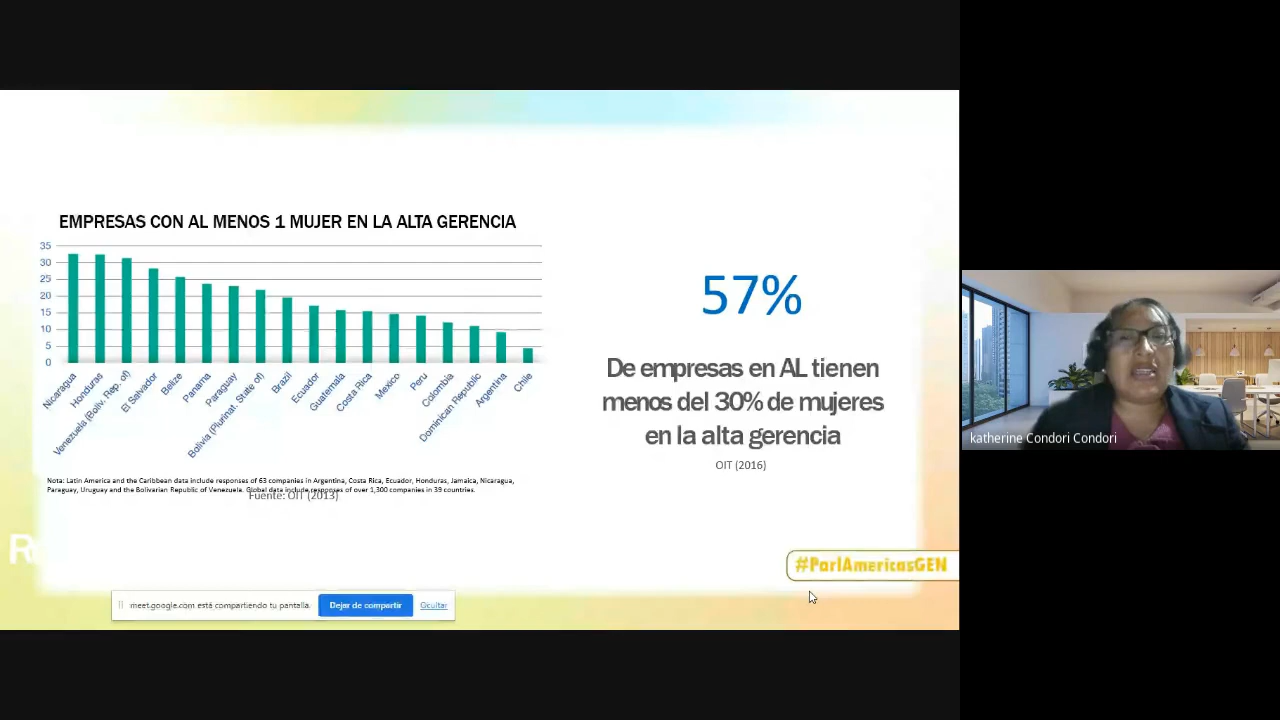 EMPRESAS CON AL MENOS 1 MUJER EN LA ALTA GERENCIA
35
30
25
20
15
10
5
0
Nicaragua
Honduras
Venezuela (Boliv. Rep. of)
El Salvador
Belize
Panama
Paraguay
Bolivia (Plurinat. State of)
Brazil
Ecuador
Guatemala
Costa Rica
Mexico
Peru
Colombia
Dominican Republic
Argentina
Chile
Nota: Latin America and the Caribbean data include responses of 63 companies in Argentina, Costa Rica, Ecuador, Honduras, Jamaica, Nicaragua,
Paraguay, Uruguay and the Bolivarian Republic of Venezuela. Global data include responses of over 1,300 companies in 39 countries.
Fuente: OIT (2013)
57%
De empresas en AL tienen
menos del 30% de mujeres
en la alta gerencia
OIT (2016)
#ParlAmericasGEN
meet.google.com está compartiendo tu pantalla.
Dejar de compartir
Ocultar
katherine Condori Condori